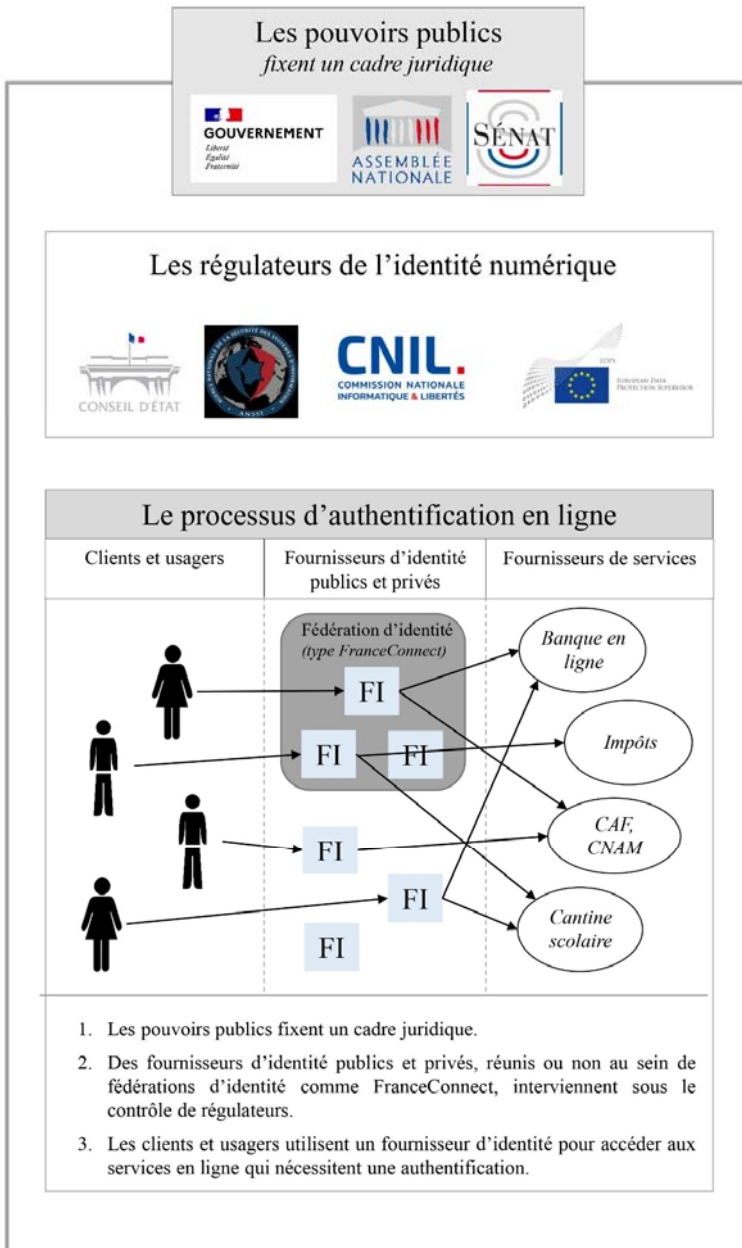 Les pouvoirs publics
fixent un cadre juridique
GOUVERNEMENT
Liberté
Égalité
Fraternité
ASSEMBLÉE
NATIONALE
SÉNAT
Les régulateurs de l’identité numérique
CONSEIL D'ÉTAT
ANSSI
CNIL.
COMMISSION NATIONALE
INFORMATIQUE & LIBERTÉS
EDPS
EUROPEAN DATA
PROTECTION SUPERVISOR
Le processus d’authentification en ligne
Clients et usagers
Fournisseurs d’identité
publics et privés
Fournisseurs de services
Fédération d’identité
(type FranceConnect)
FI
FI
FI
FI
FI
FI
Banque en
ligne
Impôts
CAF,
CNAM
Cantine
scolaire
1. Les pouvoirs publics fixent un cadre juridique.
2. Des fournisseurs d’identité publics et privés, réunis ou non au sein de
fédérations d’identité comme FranceConnect, interviennent sous le
contrôle de régulateurs.
3. Les clients et usagers utilisent un fournisseur d’identité pour accéder aux
services en ligne qui nécessitent une authentification.